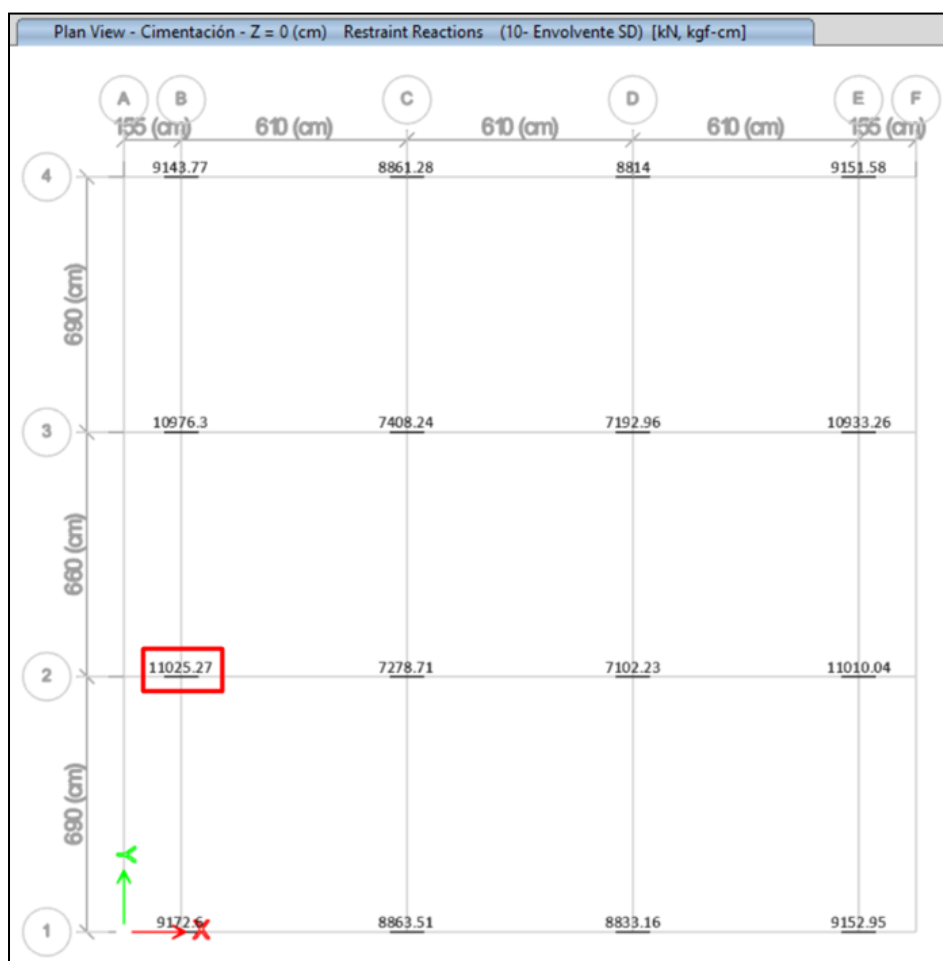 Plan View - Cimentación - Z = 0 (cm) Restraint Reactions (10- Envolvente SD) [kN, kgf-cm]
A B C D E F
155 (cm) 610 (cm) 610 (cm) 610 (cm) 155 (cm)
4 9143.77 8861.28 8814 9151.58
690 (cm)
3 10976.3 7408.24 7192.96 10933.26
660 (cm)
2 11025.27 7278.71 7102.23 11010.04
690 (cm)
Y
1 9172.6 X 8863.51 8833.16 9152.95